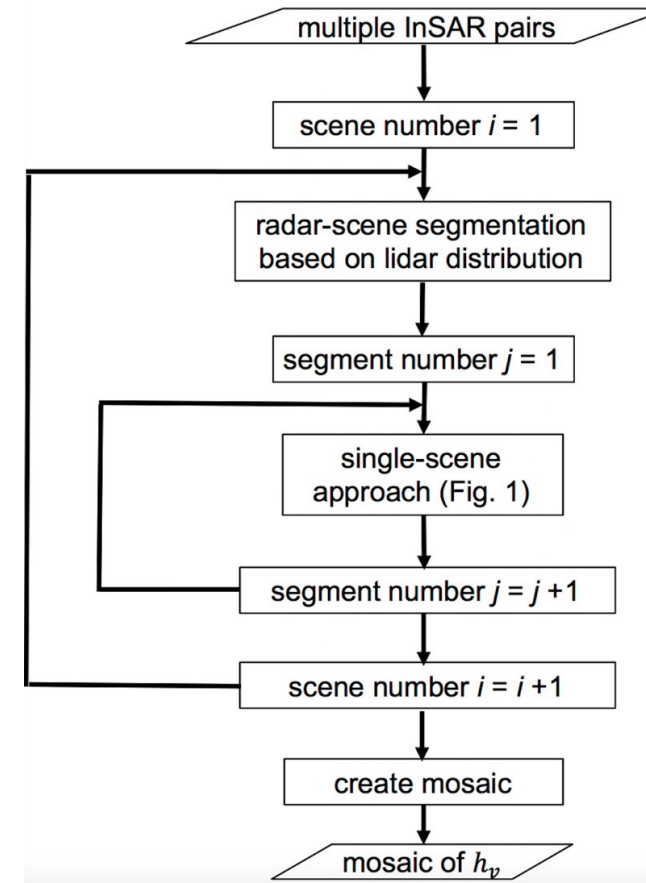 multiple InSAR pairs
scene number i = 1
radar-scene segmentation
based on lidar distribution
segment number j = 1
single-scene
approach (Fig. 1)
segment number j = j +1
scene number i = i +1
create mosaic
mosaic of hᵥ